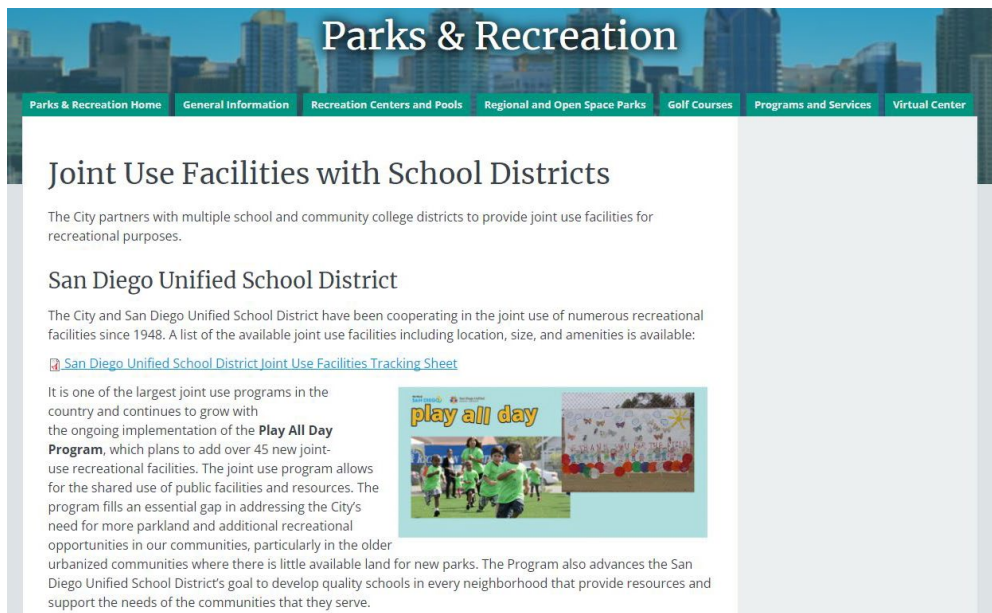 Parks & Recreation
Parks & Recreation Home
General Information
Recreation Centers and Pools
Regional and Open Space Parks
Golf Courses
Programs and Services
Virtual Center
Joint Use Facilities with School Districts
The City partners with multiple school and community college districts to provide joint use facilities for
recreational purposes.
San Diego Unified School District
The City and San Diego Unified School District have been cooperating in the joint use of numerous recreational
facilities since 1948. A list of the available joint use facilities including location, size, and amenities is available:
San Diego Unified School District Joint Use Facilities Tracking Sheet
It is one of the largest joint use programs in the
country and continues to grow with
the ongoing implementation of the Play All Day
Program, which plans to add over 45 new joint-
use recreational facilities. The joint use program allows
for the shared use of public facilities and resources. The
program fills an essential gap in addressing the City's
need for more parkland and additional recreational
opportunities in our communities, particularly in the older
urbanized communities where there is little available land for new parks. The Program also advances the San
Diego Unified School District's goal to develop quality schools in every neighborhood that provide resources and
support the needs of the communities that they serve.
play all day